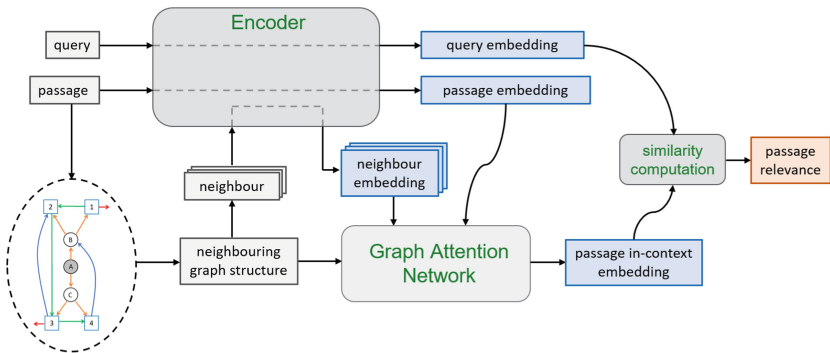 Encoder
query
query embedding
passage
passage embedding
neighbour
neighbour
embedding
similarity
computation
passage
relevance
2
1
B
A
C
3
4
neighbouring
graph structure
Graph Attention
Network
passage in-context
embedding